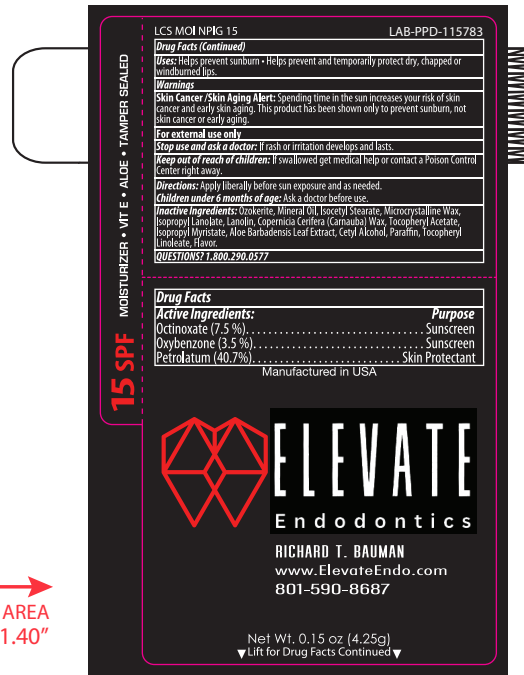 LCS MOI NPIG 15 LAB-PPD-115783
Drug Facts (Continued)
Uses: Helps prevent sunburn • Helps prevent and temporarily protect dry, chapped or
windburned lips.
Warnings
Skin Cancer /Skin Aging Alert: Spending time in the sun increases your risk of skin
cancer and early skin aging. This product has been shown only to prevent sunburn, not
skin cancer or early aging.
For external use only
Stop use and ask a doctor: If rash or irritation develops and lasts.
Keep out of reach of children: If swallowed get medical help or contact a Poison Control
Center right away.
Directions: Apply liberally before sun exposure and as needed.
Children under 6 months of age: Ask a doctor before use.
Inactive Ingredients: Ozokerite, Mineral Oil, Isocetyl Stearate, Microcrystalline Wax,
Isopropyl Lanolate, Lanolin, Copernicia Cerifera (Carnauba) Wax, Tocopheryl Acetate,
Isopropyl Myristate, Aloe Barbadensis Leaf Extract, Cetyl Alcohol, Paraffin, Tocopheryl
Linoleate, Flavor.
QUESTIONS? 1.800.290.0577
15 SPF MOISTURIZER • VIT E • ALOE • TAMPER SEALED
Drug Facts
Active Ingredients: Purpose
Octinoxate (7.5 %)..............................Sunscreen
Oxybenzone (3.5 %).............................Sunscreen
Petrolatum (40.7%).........................Skin Protectant
Manufactured in USA
ELEVATE
Endodontics
RICHARD T. BAUMAN
www.ElevateEndo.com
801-590-8687
AREA
1.40"
Net Wt. 0.15 oz (4.25g)
▼Lift for Drug Facts Continued▼